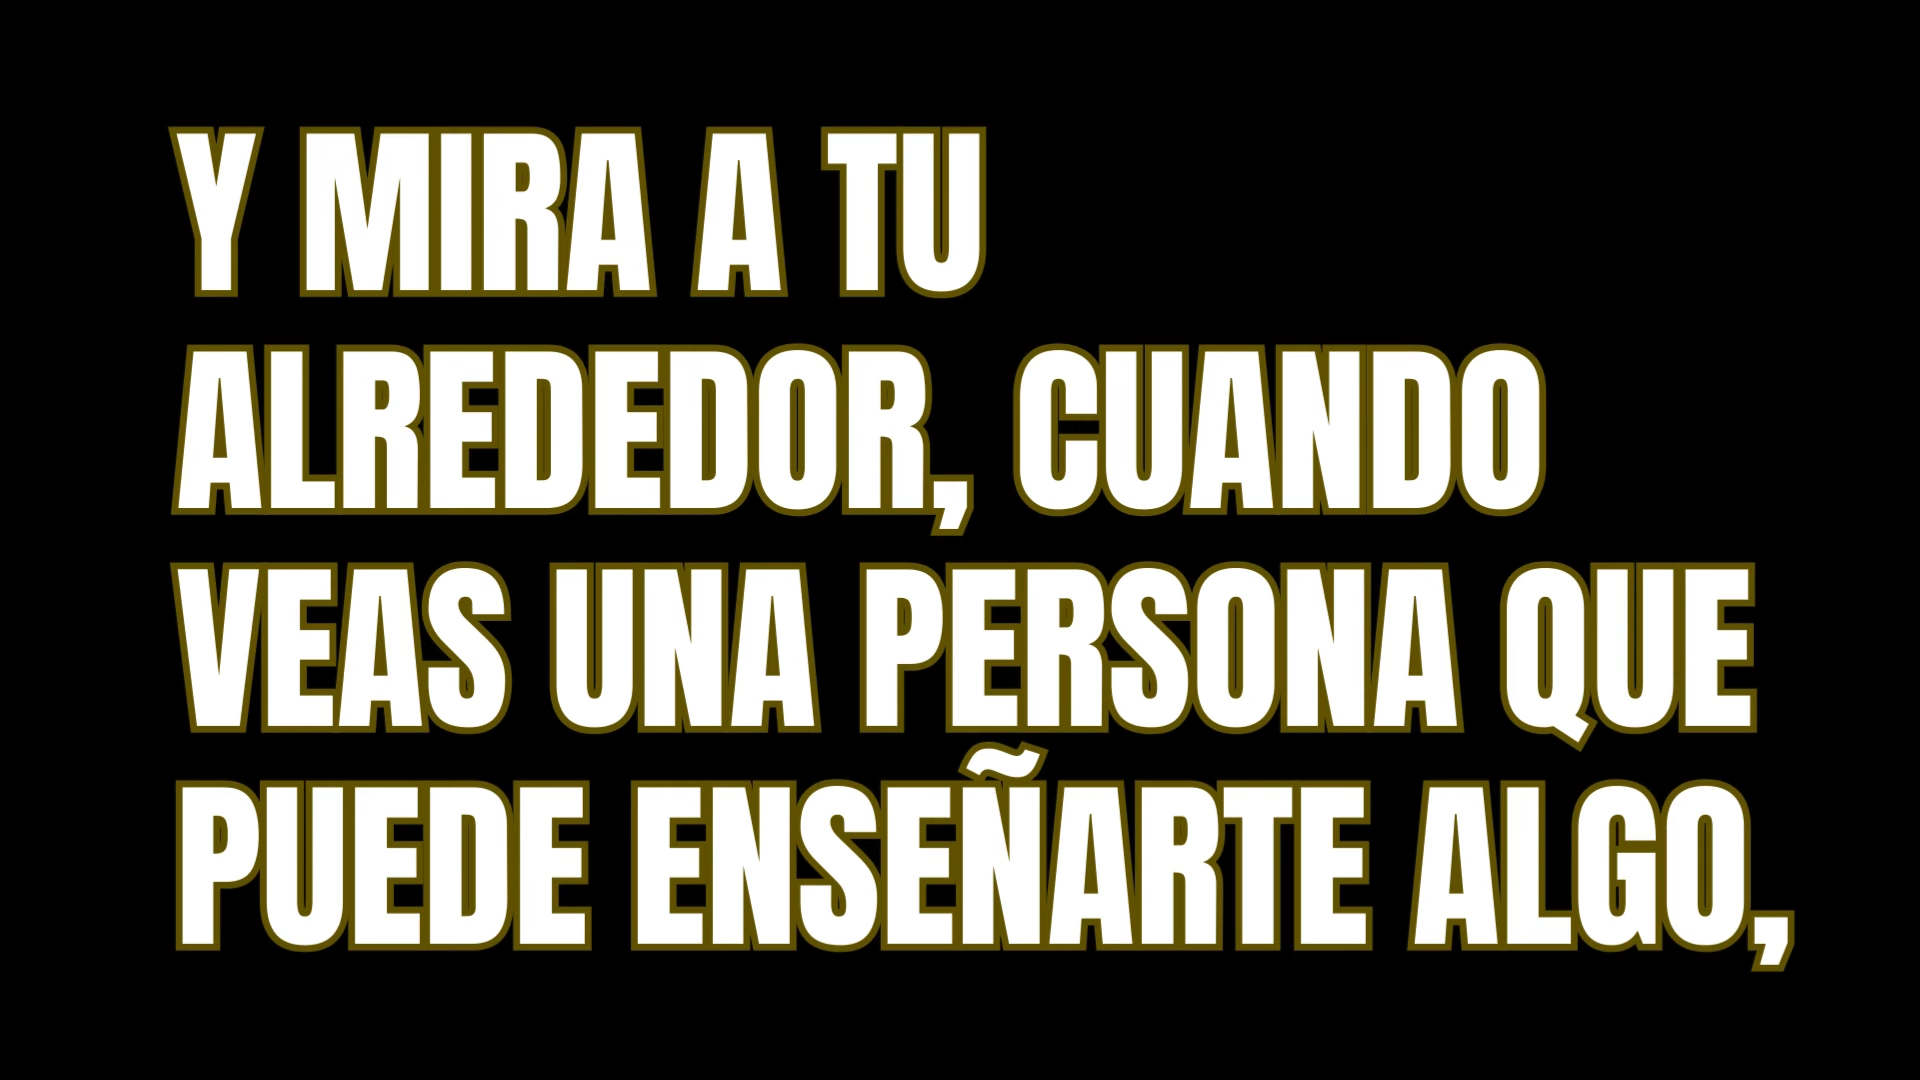 Y MIRA A TU
ALREDEDOR, CUANDO
VEAS UNA PERSONA QUE
PUEDE ENSEÑARTE ALGO,